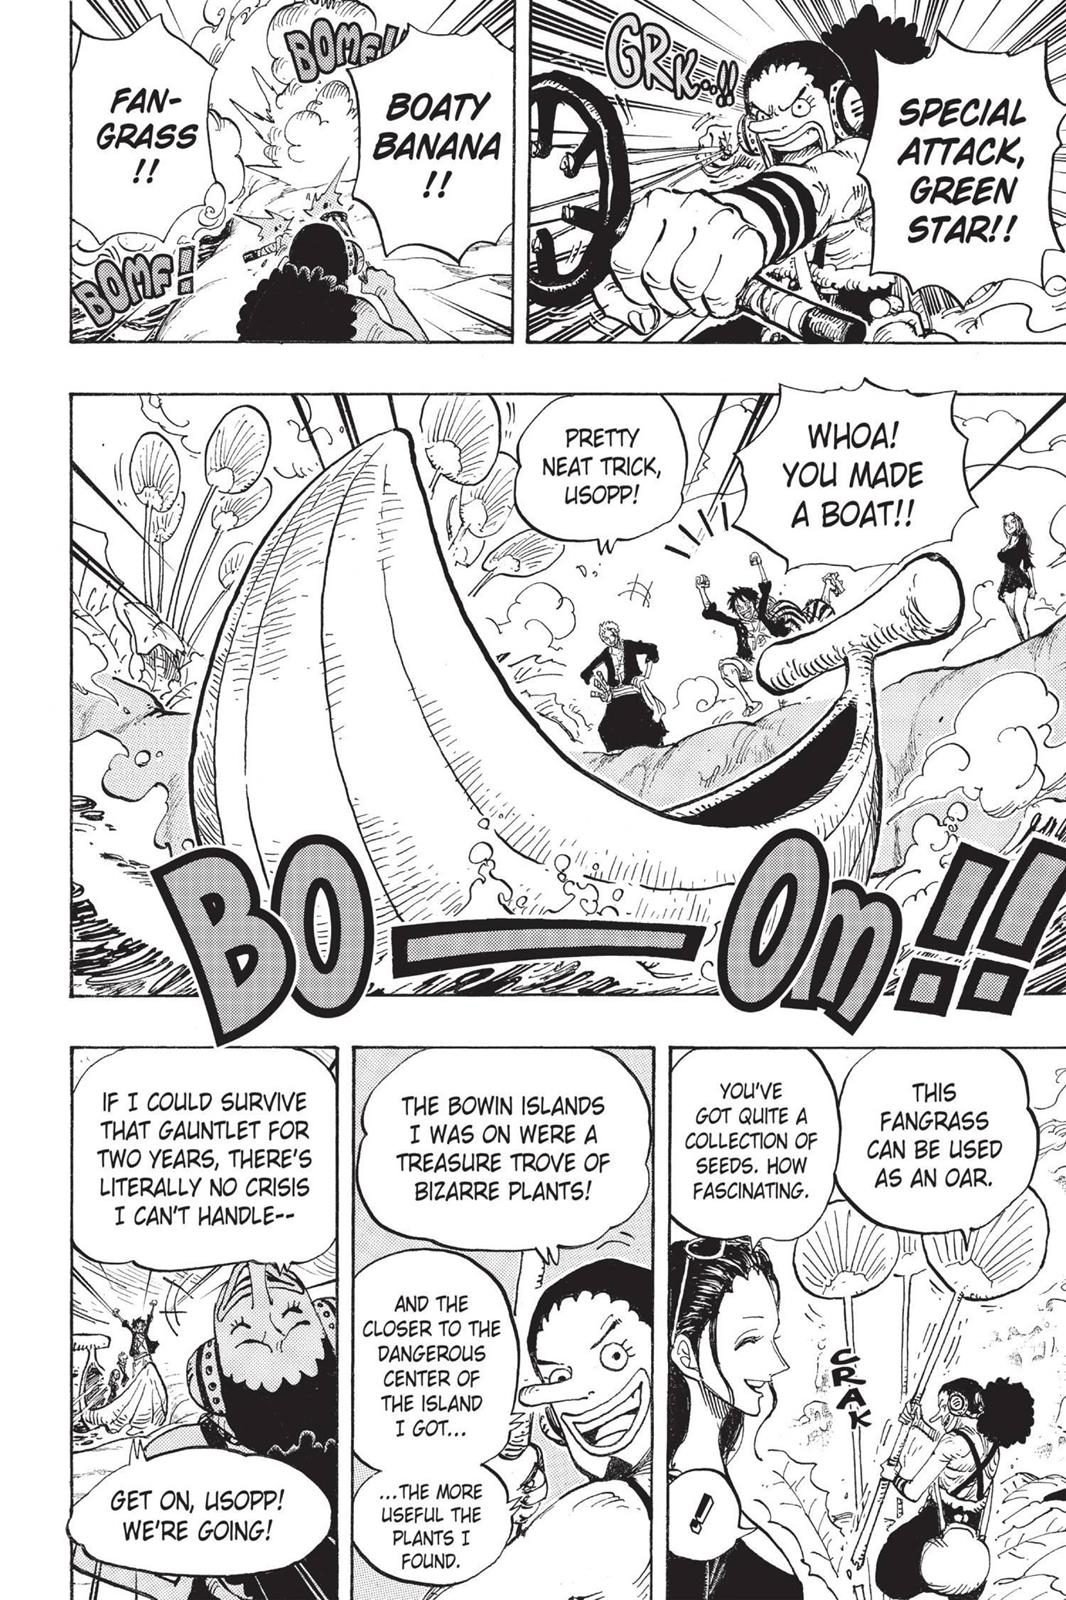 GRK...!!
SPECIAL
ATTACK,
GREEN
STAR!!
BOMF!!
BOATY
BANANA
!!
FAN-
GRASS
!!
BOMF!
WHOA!
YOU MADE
A BOAT!!
PRETTY
NEAT TRICK,
USOPP!
BO—OM!!
THIS
FANGRASS
CAN BE USED
AS AN OAR.
YOU'VE
GOT QUITE A
COLLECTION OF
SEEDS. HOW
FASCINATING.
CRAK
!
THE BOWIN ISLANDS
I WAS ON WERE A
TREASURE TROVE OF
BIZARRE PLANTS!
AND THE
CLOSER TO THE
DANGEROUS
CENTER OF
THE ISLAND
I GOT...
...THE MORE
USEFUL THE
PLANTS I
FOUND.
IF I COULD SURVIVE
THAT GAUNTLET FOR
TWO YEARS, THERE'S
LITERALLY NO CRISIS
I CAN'T HANDLE--
GET ON, USOPP!
WE'RE GOING!